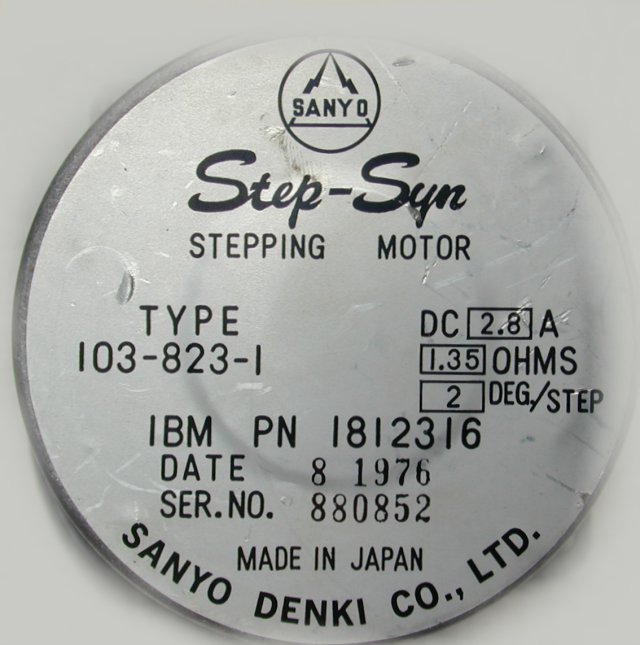 SANYO
Step-Syn
STEPPING MOTOR
TYPE
103-823-1
DC 2.8 A
1.35 OHMS
2 DEG./STEP
IBM PN 1812316
DATE 8 1976
SER.NO. 880852
MADE IN JAPAN
SANYO DENKI CO., LTD.